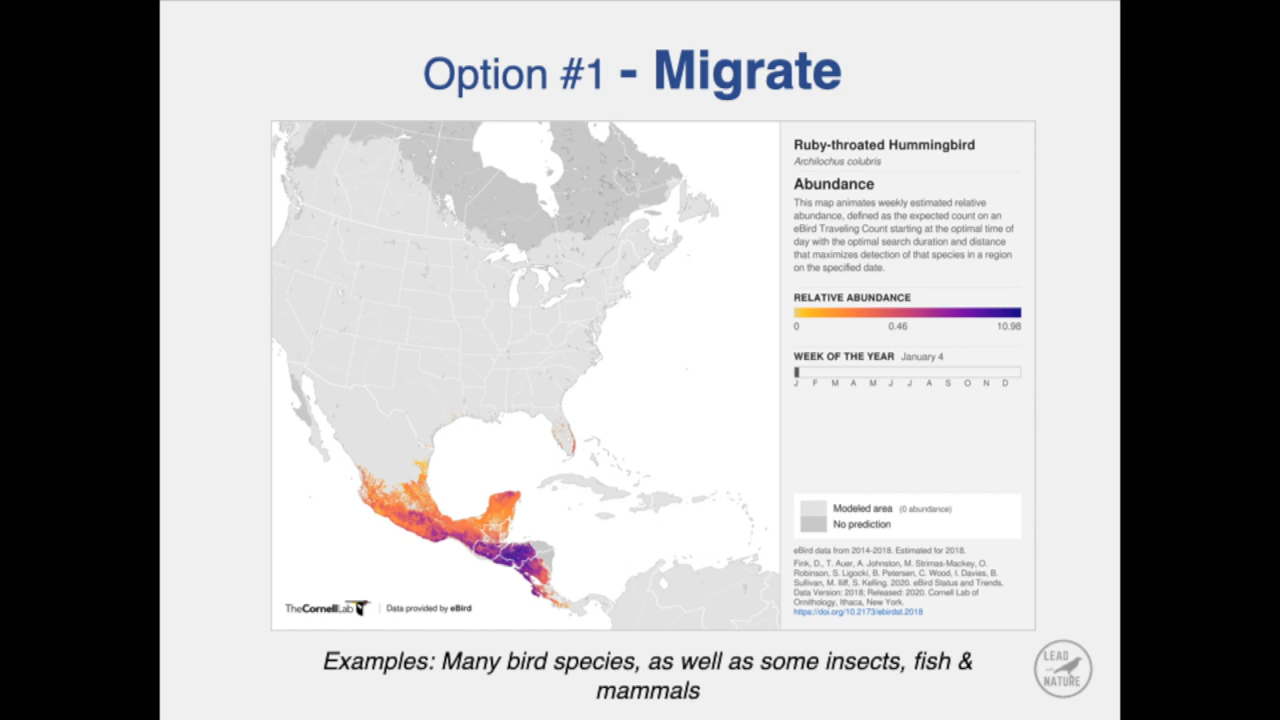 Option #1 - Migrate
Ruby-throated Hummingbird
Archilochus colubris
Abundance
This map animates weekly estimated relative
abundance, defined as the expected count on an
eBird Traveling Count starting at the optimal time of
day with the optimal search duration and distance
that maximizes detection of that species in a region
on the specified date.
RELATIVE ABUNDANCE
0 0.46 10.98
WEEK OF THE YEAR January 4
J F M A M J J A S O N D
Modeled area (0 abundance)
No prediction
eBird data from 2014-2018. Estimated for 2018.
Fink, D., T. Auer, A. Johnston, M. Strimas-Mackey, O.
Robinson, S. Ligocki, B. Petersen, C. Wood, I. Davies, B.
Sullivan, M. Iliff, S. Kelling. 2020. eBird Status and Trends,
Data Version: 2018; Released: 2020. Cornell Lab of
Ornithology, Ithaca, New York.
https://doi.org/10.2173/ebirdst.2018
TheCornellLab Data provided by eBird
Examples: Many bird species, as well as some insects, fish &
mammals
LEAD
NATURE